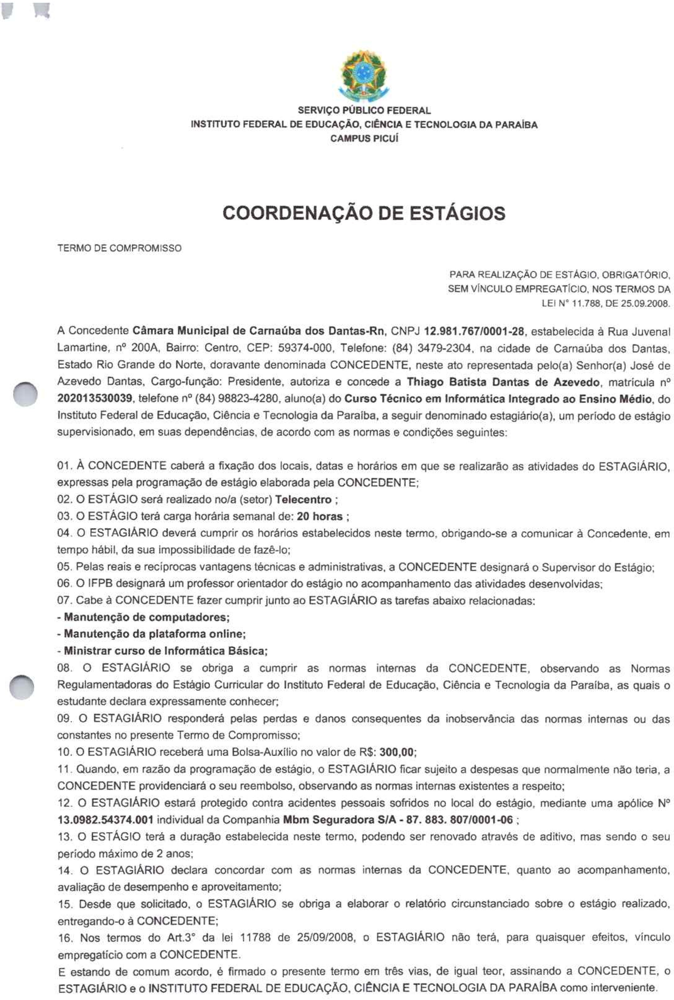 SERVIÇO PÚBLICO FEDERAL
INSTITUTO FEDERAL DE EDUCAÇÃO, CIÊNCIA E TECNOLOGIA DA PARAÍBA
CAMPUS PICUÍ
COORDENAÇÃO DE ESTÁGIOS
TERMO DE COMPROMISSO
PARA REALIZAÇÃO DE ESTÁGIO, OBRIGATÓRIO,
SEM VÍNCULO EMPREGATÍCIO, NOS TERMOS DA
LEI N° 11.788, DE 25.09.2008.
A Concedente Câmara Municipal de Carnaúba dos Dantas-Rn, CNPJ 12.981.767/0001-28, estabelecida à Rua Juvenal
Lamartine, nº 200A, Bairro: Centro, CEP: 59374-000, Telefone: (84) 3479-2304, na cidade de Carnaúba dos Dantas,
Estado Rio Grande do Norte, doravante denominada CONCEDENTE, neste ato representada pelo(a) Senhor(a) José de
Azevedo Dantas, Cargo-função: Presidente, autoriza e concede a Thiago Batista Dantas de Azevedo, matrícula nº
202013530039, telefone nº (84) 98823-4280, aluno(a) do Curso Técnico em Informática Integrado ao Ensino Médio, do
Instituto Federal de Educação, Ciência e Tecnologia da Paraíba, a seguir denominado estagiário(a), um período de estágio
supervisionado, em suas dependências, de acordo com as normas e condições seguintes:
01. À CONCEDENTE caberá a fixação dos locais, datas e horários em que se realizarão as atividades do ESTAGIÁRIO,
expressas pela programação de estágio elaborada pela CONCEDENTE;
02. O ESTÁGIO será realizado no/a (setor) Telecentro ;
03. O ESTÁGIO terá carga horária semanal de: 20 horas ;
04. O ESTAGIÁRIO deverá cumprir os horários estabelecidos neste termo, obrigando-se a comunicar à Concedente, em
tempo hábil, da sua impossibilidade de fazê-lo;
05. Pelas reais e recíprocas vantagens técnicas e administrativas, a CONCEDENTE designará o Supervisor do Estágio;
06. O IFPB designará um professor orientador do estágio no acompanhamento das atividades desenvolvidas;
07. Cabe à CONCEDENTE fazer cumprir junto ao ESTAGIÁRIO as tarefas abaixo relacionadas:
- Manutenção de computadores;
- Manutenção da plataforma online;
- Ministrar curso de Informática Básica;
08. O ESTAGIÁRIO se obriga a cumprir as normas internas da CONCEDENTE, observando as Normas
Regulamentadoras do Estágio Curricular do Instituto Federal de Educação, Ciência e Tecnologia da Paraíba, as quais o
estudante declara expressamente conhecer;
09. O ESTAGIÁRIO responderá pelas perdas e danos consequentes da inobservância das normas internas ou das
constantes no presente Termo de Compromisso;
10. O ESTAGIÁRIO receberá uma Bolsa-Auxílio no valor de R$: 300,00;
11. Quando, em razão da programação de estágio, o ESTAGIÁRIO ficar sujeito a despesas que normalmente não teria, a
CONCEDENTE providenciará o seu reembolso, observando as normas internas existentes a respeito;
12. O ESTAGIÁRIO estará protegido contra acidentes pessoais sofridos no local do estágio, mediante uma apólice Nº
13.0982.54374.001 individual da Companhia Mbm Seguradora S/A - 87. 883. 807/0001-06 ;
13. O ESTÁGIO terá a duração estabelecida neste termo, podendo ser renovado através de aditivo, mas sendo o seu
período máximo de 2 anos;
14. O ESTAGIÁRIO declara concordar com as normas internas da CONCEDENTE, quanto ao acompanhamento,
avaliação de desempenho e aproveitamento;
15. Desde que solicitado, o ESTAGIÁRIO se obriga a elaborar o relatório circunstanciado sobre o estágio realizado,
entregando-o à CONCEDENTE;
16. Nos termos do Art.3° da lei 11788 de 25/09/2008, o ESTAGIÁRIO não terá, para quaisquer efeitos, vínculo
empregatício com a CONCEDENTE.
E estando de comum acordo, é firmado o presente termo em três vias, de igual teor, assinando a CONCEDENTE, o
ESTAGIÁRIO e o INSTITUTO FEDERAL DE EDUCAÇÃO, CIÊNCIA E TECNOLOGIA DA PARAÍBA como interveniente.